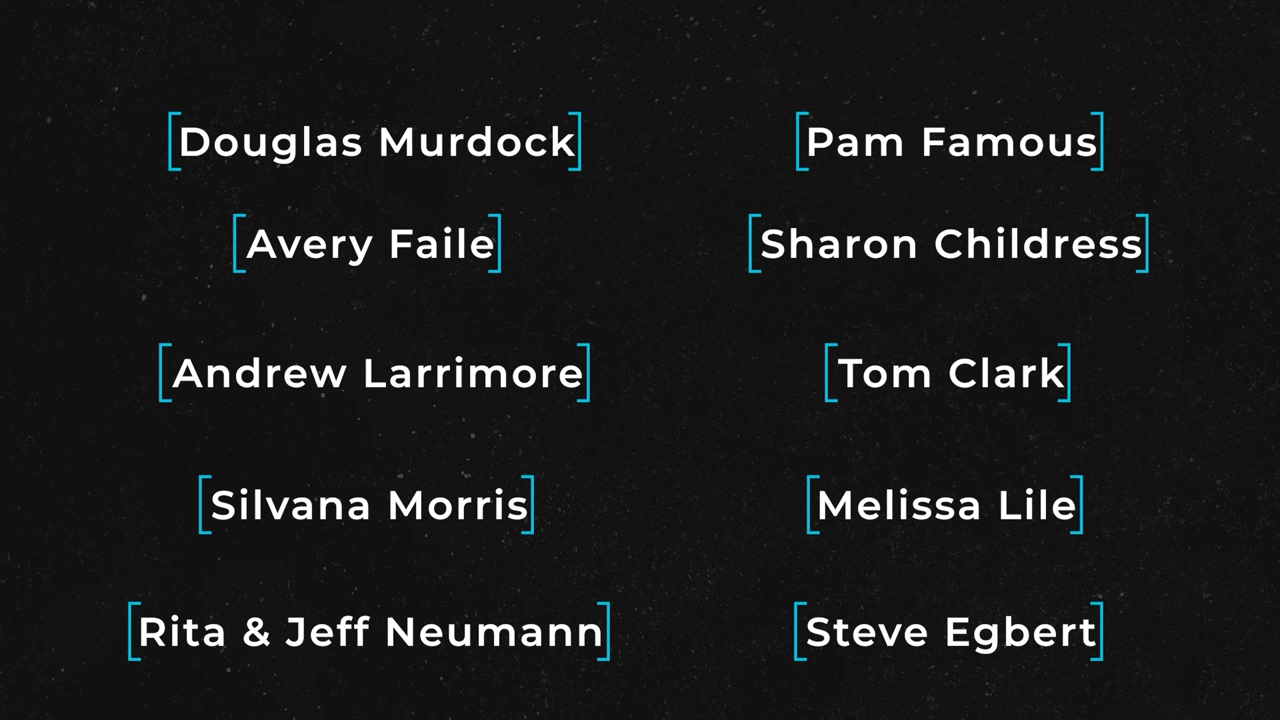 [Douglas Murdock]
[Pam Famous]
[Avery Faile]
[Sharon Childress]
[Andrew Larrimore]
[Tom Clark]
[Silvana Morris]
[Melissa Lile]
[Rita & Jeff Neumann]
[Steve Egbert]